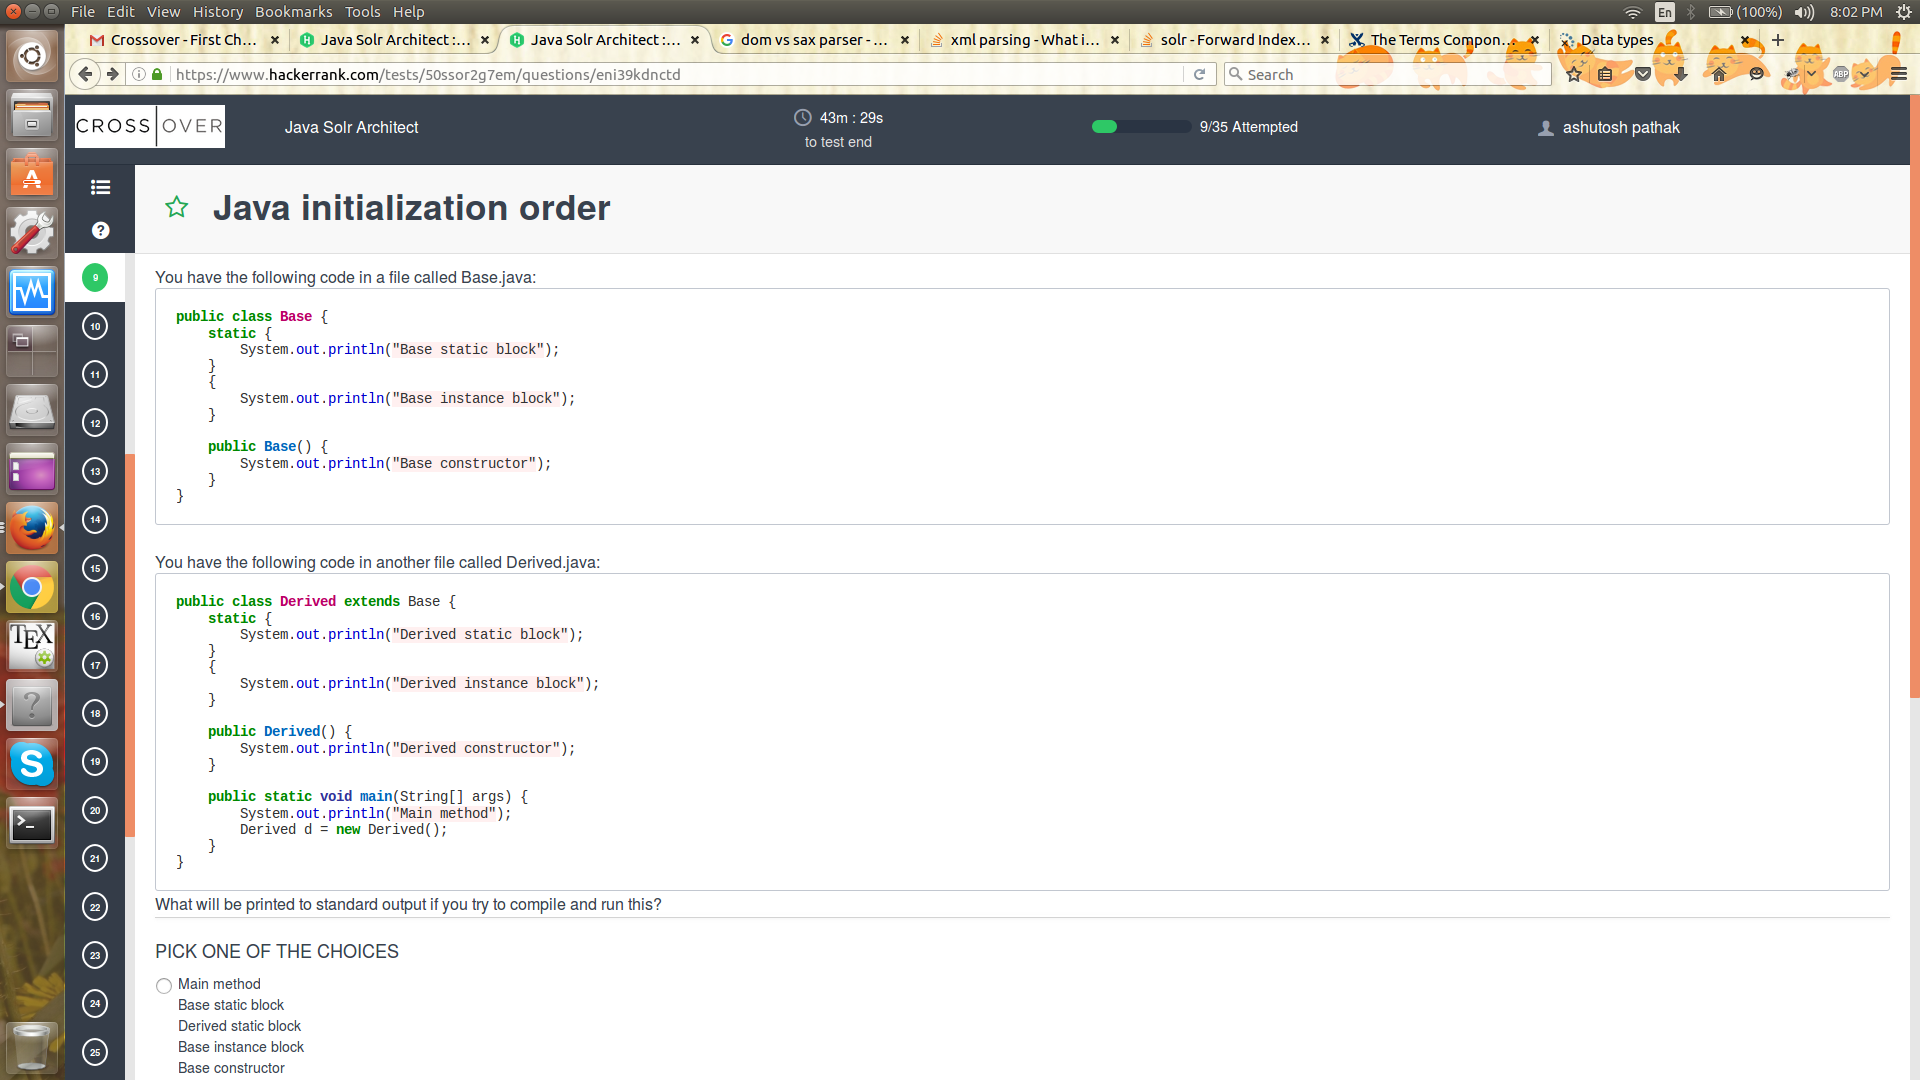 File Edit View History Bookmarks Tools Help
En (100%) 8:02 PM
Crossover - First Ch...
Java Solr Architect :...
Java Solr Architect :...
dom vs sax parser - ...
xml parsing - What i...
solr - Forward Index...
The Terms Compon...
Data types
https://www.hackerrank.com/tests/50ssor2g7em/questions/eni39kdnctd
Search
ABP
CROSS OVER
Java Solr Architect
43m : 29s
to test end
9/35 Attempted
ashutosh pathak
Java initialization order
9
10
11
12
13
14
15
16
17
18
19
20
21
22
23
24
25
You have the following code in a file called Base.java:
public class Base {
static {
System.out.println("Base static block");
}
{
System.out.println("Base instance block");
}
public Base() {
System.out.println("Base constructor");
}
}
You have the following code in another file called Derived.java:
public class Derived extends Base {
static {
System.out.println("Derived static block");
}
{
System.out.println("Derived instance block");
}
public Derived() {
System.out.println("Derived constructor");
}
public static void main(String[] args) {
System.out.println("Main method");
Derived d = new Derived();
}
}
What will be printed to standard output if you try to compile and run this?
PICK ONE OF THE CHOICES
Main method
Base static block
Derived static block
Base instance block
Base constructor
TEX